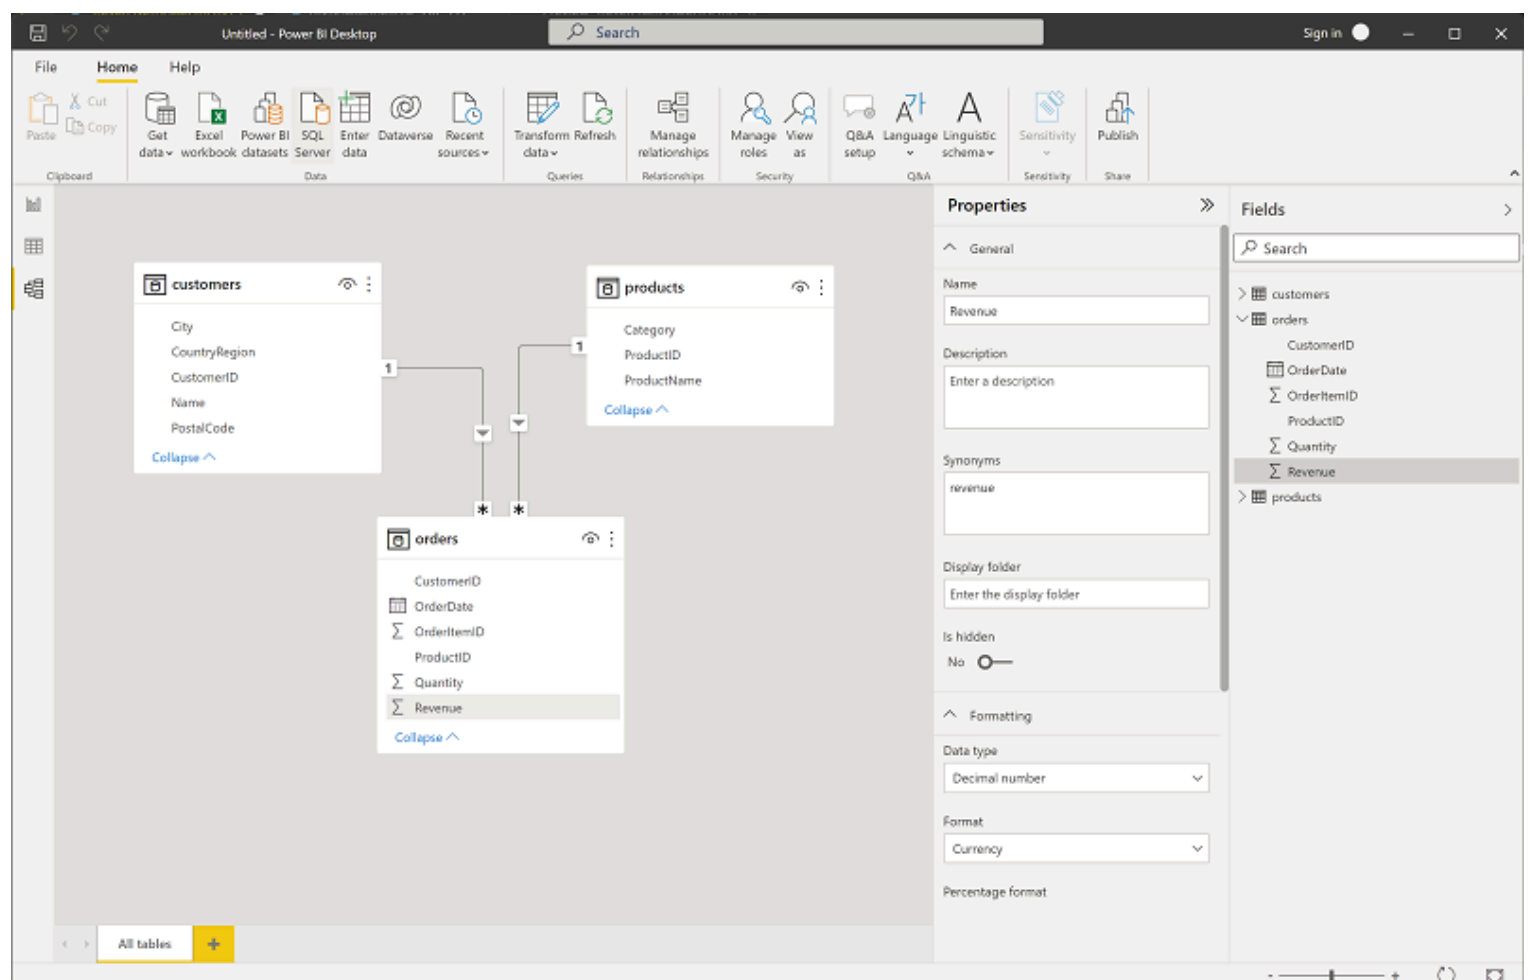 Untitled - Power BI Desktop
Search
Sign in
File Home Help
Paste
Cut
Copy
Clipboard
Get data
Excel workbook
Power BI datasets
SQL Server
Enter data
Dataverse
Recent sources
Data
Transform data
Refresh
Queries
Manage relationships
Relationships
Manage roles
View as
Security
Q&A setup
Language
Linguistic schema
Q&A
Sensitivity
Sensitivity
Publish
Share
customers
City
CountryRegion
CustomerID
Name
PostalCode
Collapse
1
products
Category
ProductID
ProductName
Collapse
1
*
*
orders
CustomerID
OrderDate
OrderItemID
ProductID
Quantity
Revenue
Collapse
All tables
+
Properties
General
Name
Revenue
Description
Enter a description
Synonyms
revenue
Display folder
Enter the display folder
Is hidden
No
Formatting
Data type
Decimal number
Format
Currency
Percentage format
Fields
Search
customers
orders
CustomerID
OrderDate
OrderItemID
ProductID
Quantity
Revenue
products
- +